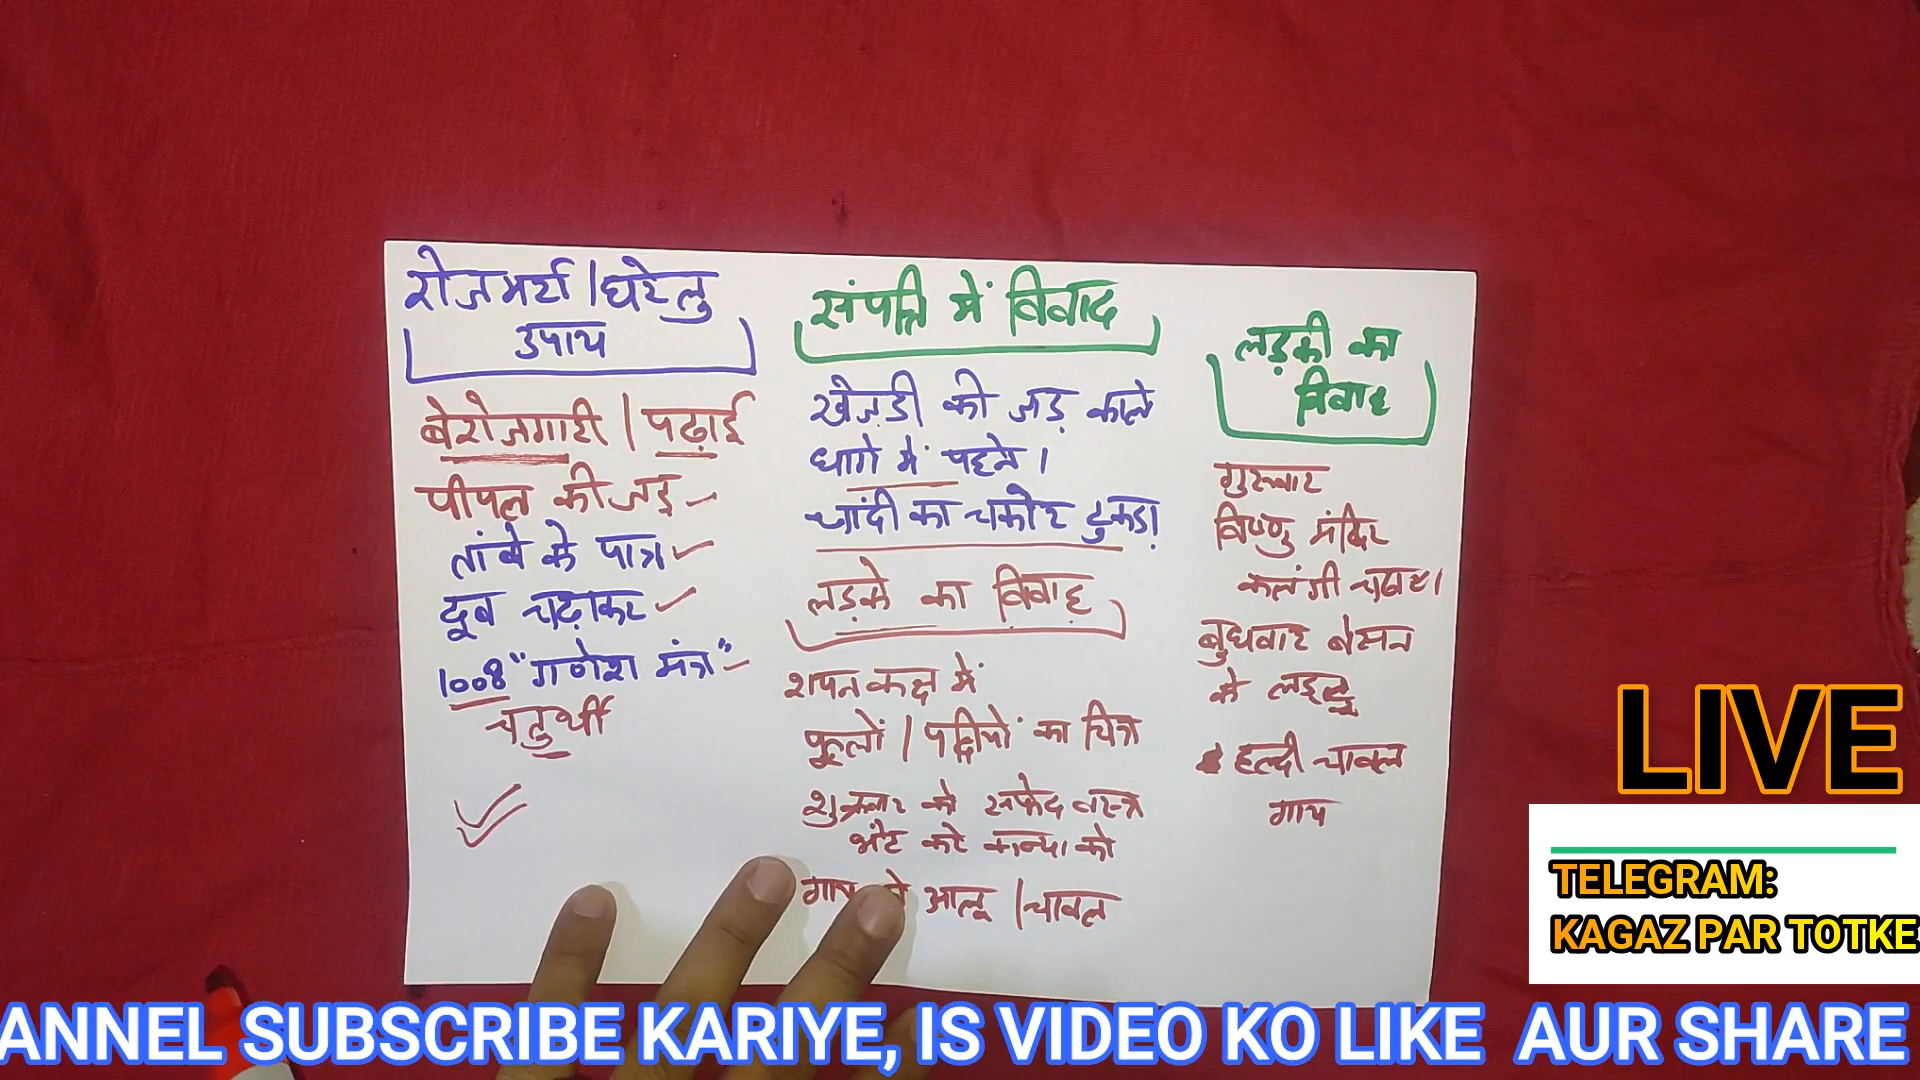 रोजमर्रा | घरेलु
उपाय
बेरोजगारी | पढ़ाई
पीपल की जड़
तांबे के पात्र
दूब चढ़ाकर
1008 "गणेश मंत्र"
चतुर्थी
संपत्ति में विवाद
खेजडी की जड़ काले
धागे में पहने।
चांदी का चकोर टुकडा
लड़के का विवाह
शयन कक्ष में
फूलों | पक्षियों का चित्र
शुक्रवार को सफेद वस्त्र
भेंट करे कन्या को
गाय आलू | चावल
लड़की का
विवाह
गुरूवार
विष्णु मंदिर
कलंगी चढाए।
बुधवार बेसन
के लड्डू
हल्दी चावल
गाय
LIVE
TELEGRAM:
KAGAZ PAR TOTKE
ANNEL SUBSCRIBE KARIYE, IS VIDEO KO LIKE AUR SHARE